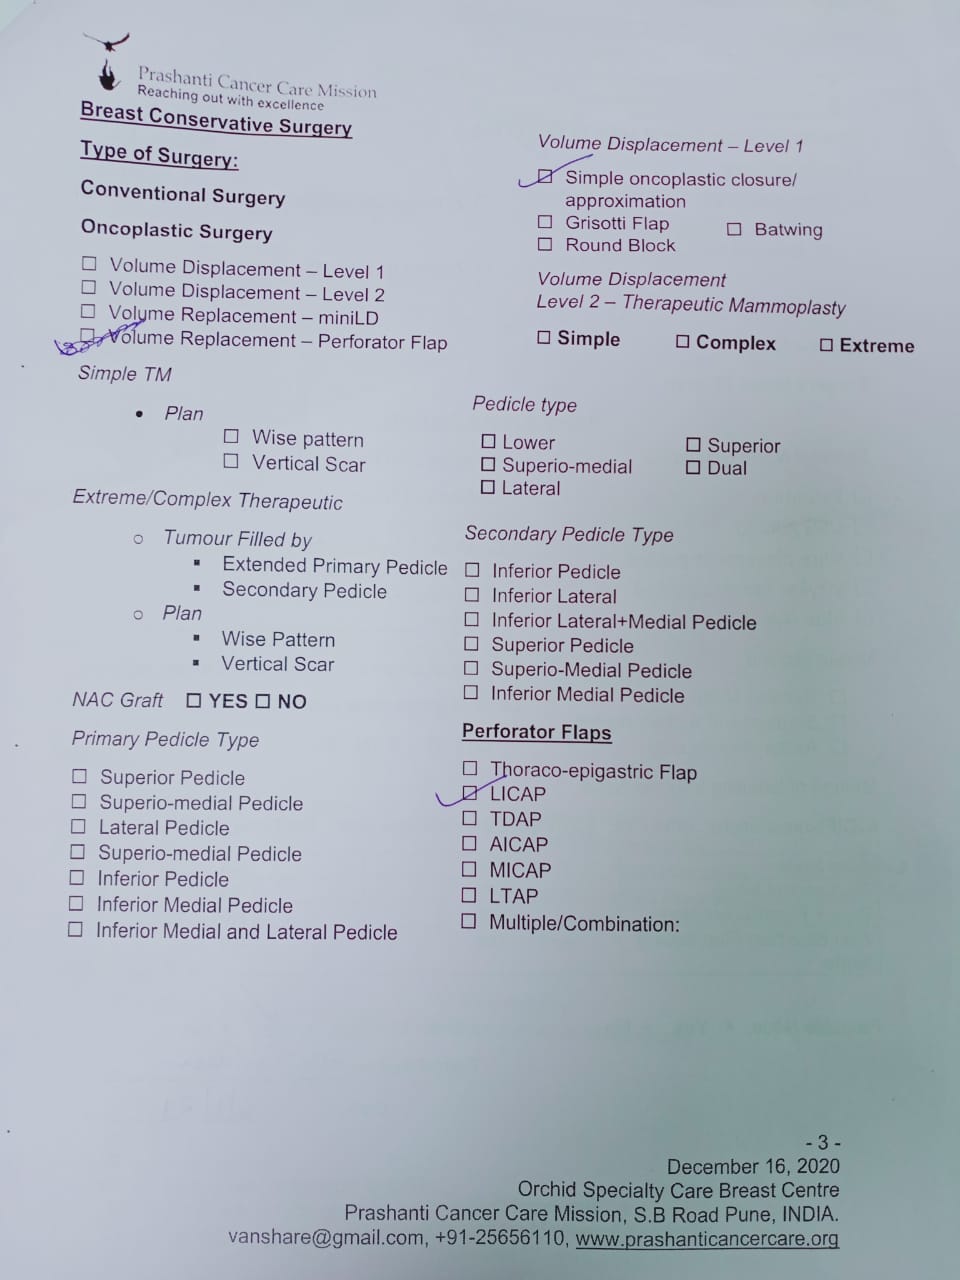 Prashanti Cancer Care Mission
Reaching out with excellence
Breast Conservative Surgery
Type of Surgery:
Conventional Surgery
Oncoplastic Surgery
☐ Volume Displacement – Level 1
☐ Volume Displacement – Level 2
☐ Volume Replacement – miniLD
☐ Volume Replacement – Perforator Flap
Volume Displacement – Level 1
☑ Simple oncoplastic closure/
approximation
☐ Grisotti Flap ☐ Batwing
☐ Round Block
Volume Displacement
Level 2 – Therapeutic Mammoplasty
☐ Simple ☐ Complex ☐ Extreme
Simple TM
• Plan
☐ Wise pattern
☐ Vertical Scar
Pedicle type
☐ Lower ☐ Superior
☐ Superio-medial ☐ Dual
☐ Lateral
Extreme/Complex Therapeutic
○ Tumour Filled by
▪ Extended Primary Pedicle
▪ Secondary Pedicle
○ Plan
▪ Wise Pattern
▪ Vertical Scar
NAC Graft ☐ YES ☐ NO
Secondary Pedicle Type
☐ Inferior Pedicle
☐ Inferior Lateral
☐ Inferior Lateral+Medial Pedicle
☐ Superior Pedicle
☐ Superio-Medial Pedicle
☐ Inferior Medial Pedicle
Primary Pedicle Type
☐ Superior Pedicle
☐ Superio-medial Pedicle
☐ Lateral Pedicle
☐ Superio-medial Pedicle
☐ Inferior Pedicle
☐ Inferior Medial Pedicle
☐ Inferior Medial and Lateral Pedicle
Perforator Flaps
☐ Thoraco-epigastric Flap
☑ LICAP
☐ TDAP
☐ AICAP
☐ MICAP
☐ LTAP
☐ Multiple/Combination:
- 3 -
December 16, 2020
Orchid Specialty Care Breast Centre
Prashanti Cancer Care Mission, S.B Road Pune, INDIA.
vanshare@gmail.com, +91-25656110, www.prashanticancercare.org